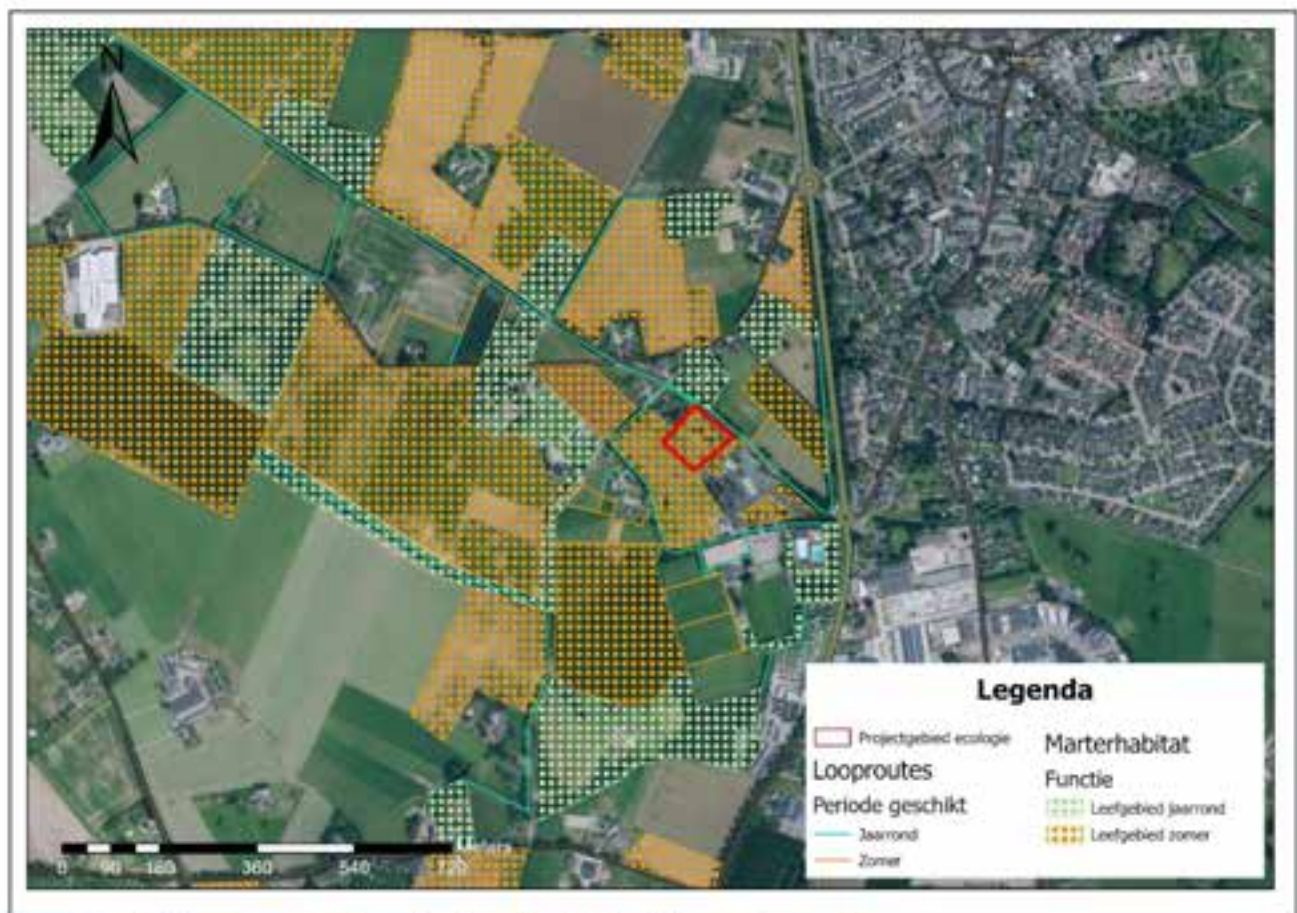 N
Legenda
Projectgebied ecologie
Looproutes
Periode geschikt
Jaarrond
Zomer
Marterhabitat
Functie
Leefgebied jaarrond
Leefgebied zomer
0 90 180 360 540 720